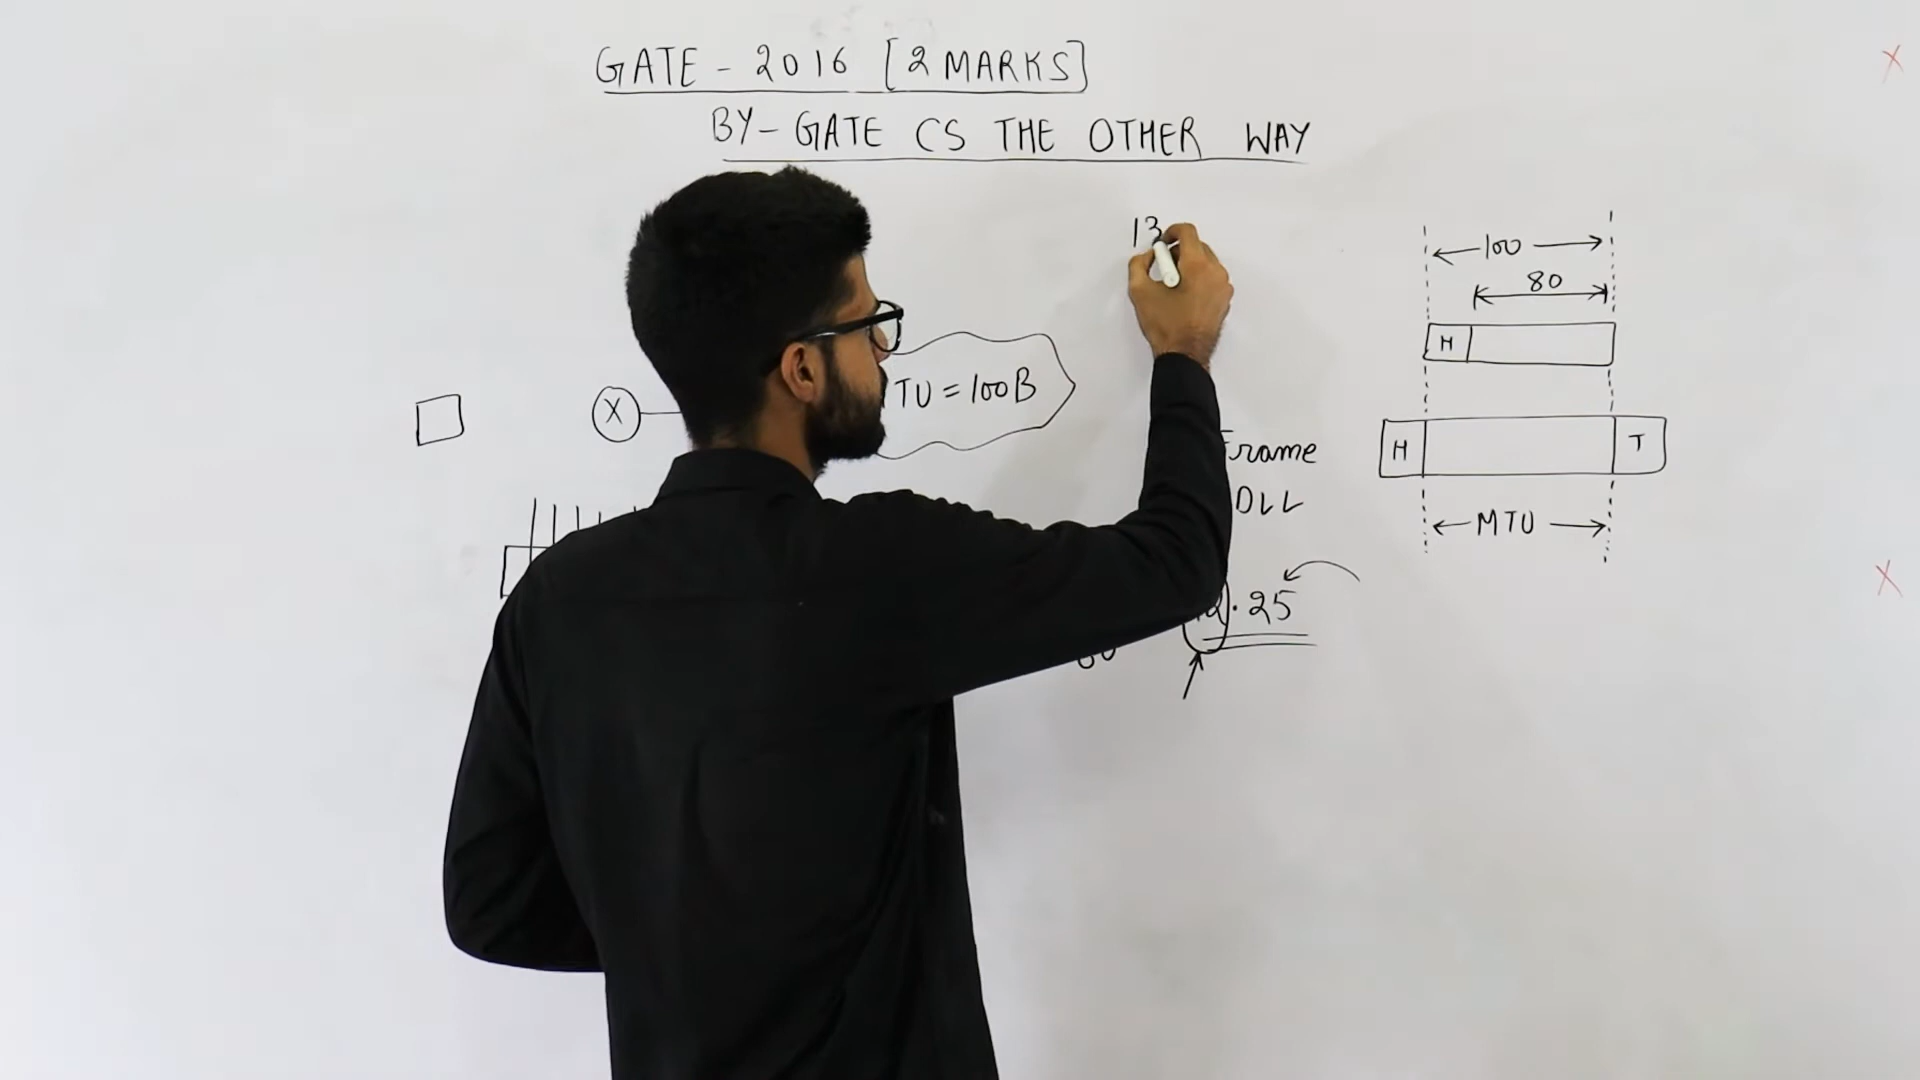 GATE - 2016 [2 MARKS]
BY - GATE CS THE OTHER WAY
13
100
80
H
X
TU = 100B
Frame
H
T
DLL
MTU
2.25
X
X